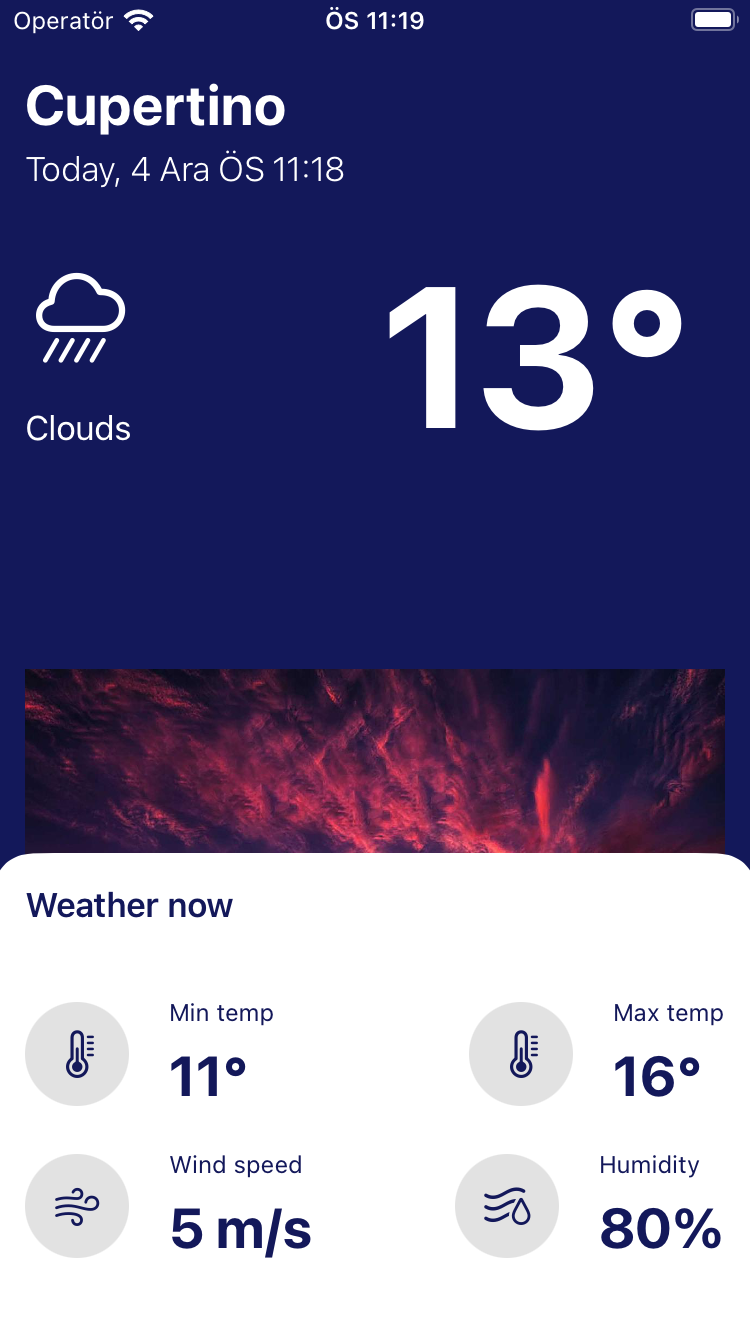 Operatör ÖS 11:19
Cupertino
Today, 4 Ara ÖS 11:18
13°
Clouds
Weather now
Min temp
11°
Max temp
16°
Wind speed
5 m/s
Humidity
80%